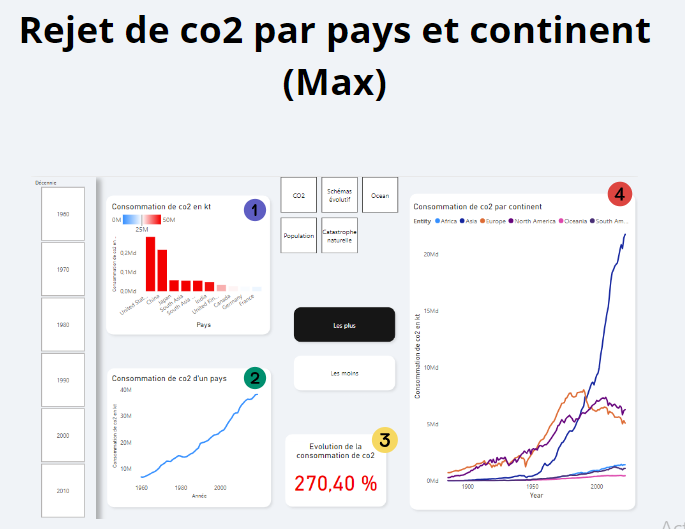 Rejet de co2 par pays et continent
(Max)
Décennie
1960
1970
1980
1990
2000
2010
Consommation de co2 en kt
1
0M
50M
25M
0,2Md
0,1Md
0,0Md
Consommation de co2 en…
United Stat…
China
Japan
South Asia
South Asia …
India
United Kin…
Canada
Germany
France
Pays
Consommation de co2 d'un pays
2
40M
30M
20M
10M
Consommation de co2 en kt
1960
1980
2000
Année
CO2
Schémas
évolutif
Ocean
Population
Catastrophe
naturelle
Les plus
Les moins
3
Evolution de la
consommation de co2
270,40 %
4
Consommation de co2 par continent
Entity Africa Asia Europe North America Oceania South Am…
20Md
15Md
10Md
5Md
0Md
Consommation de co2 en kt
1900
1950
2000
Year